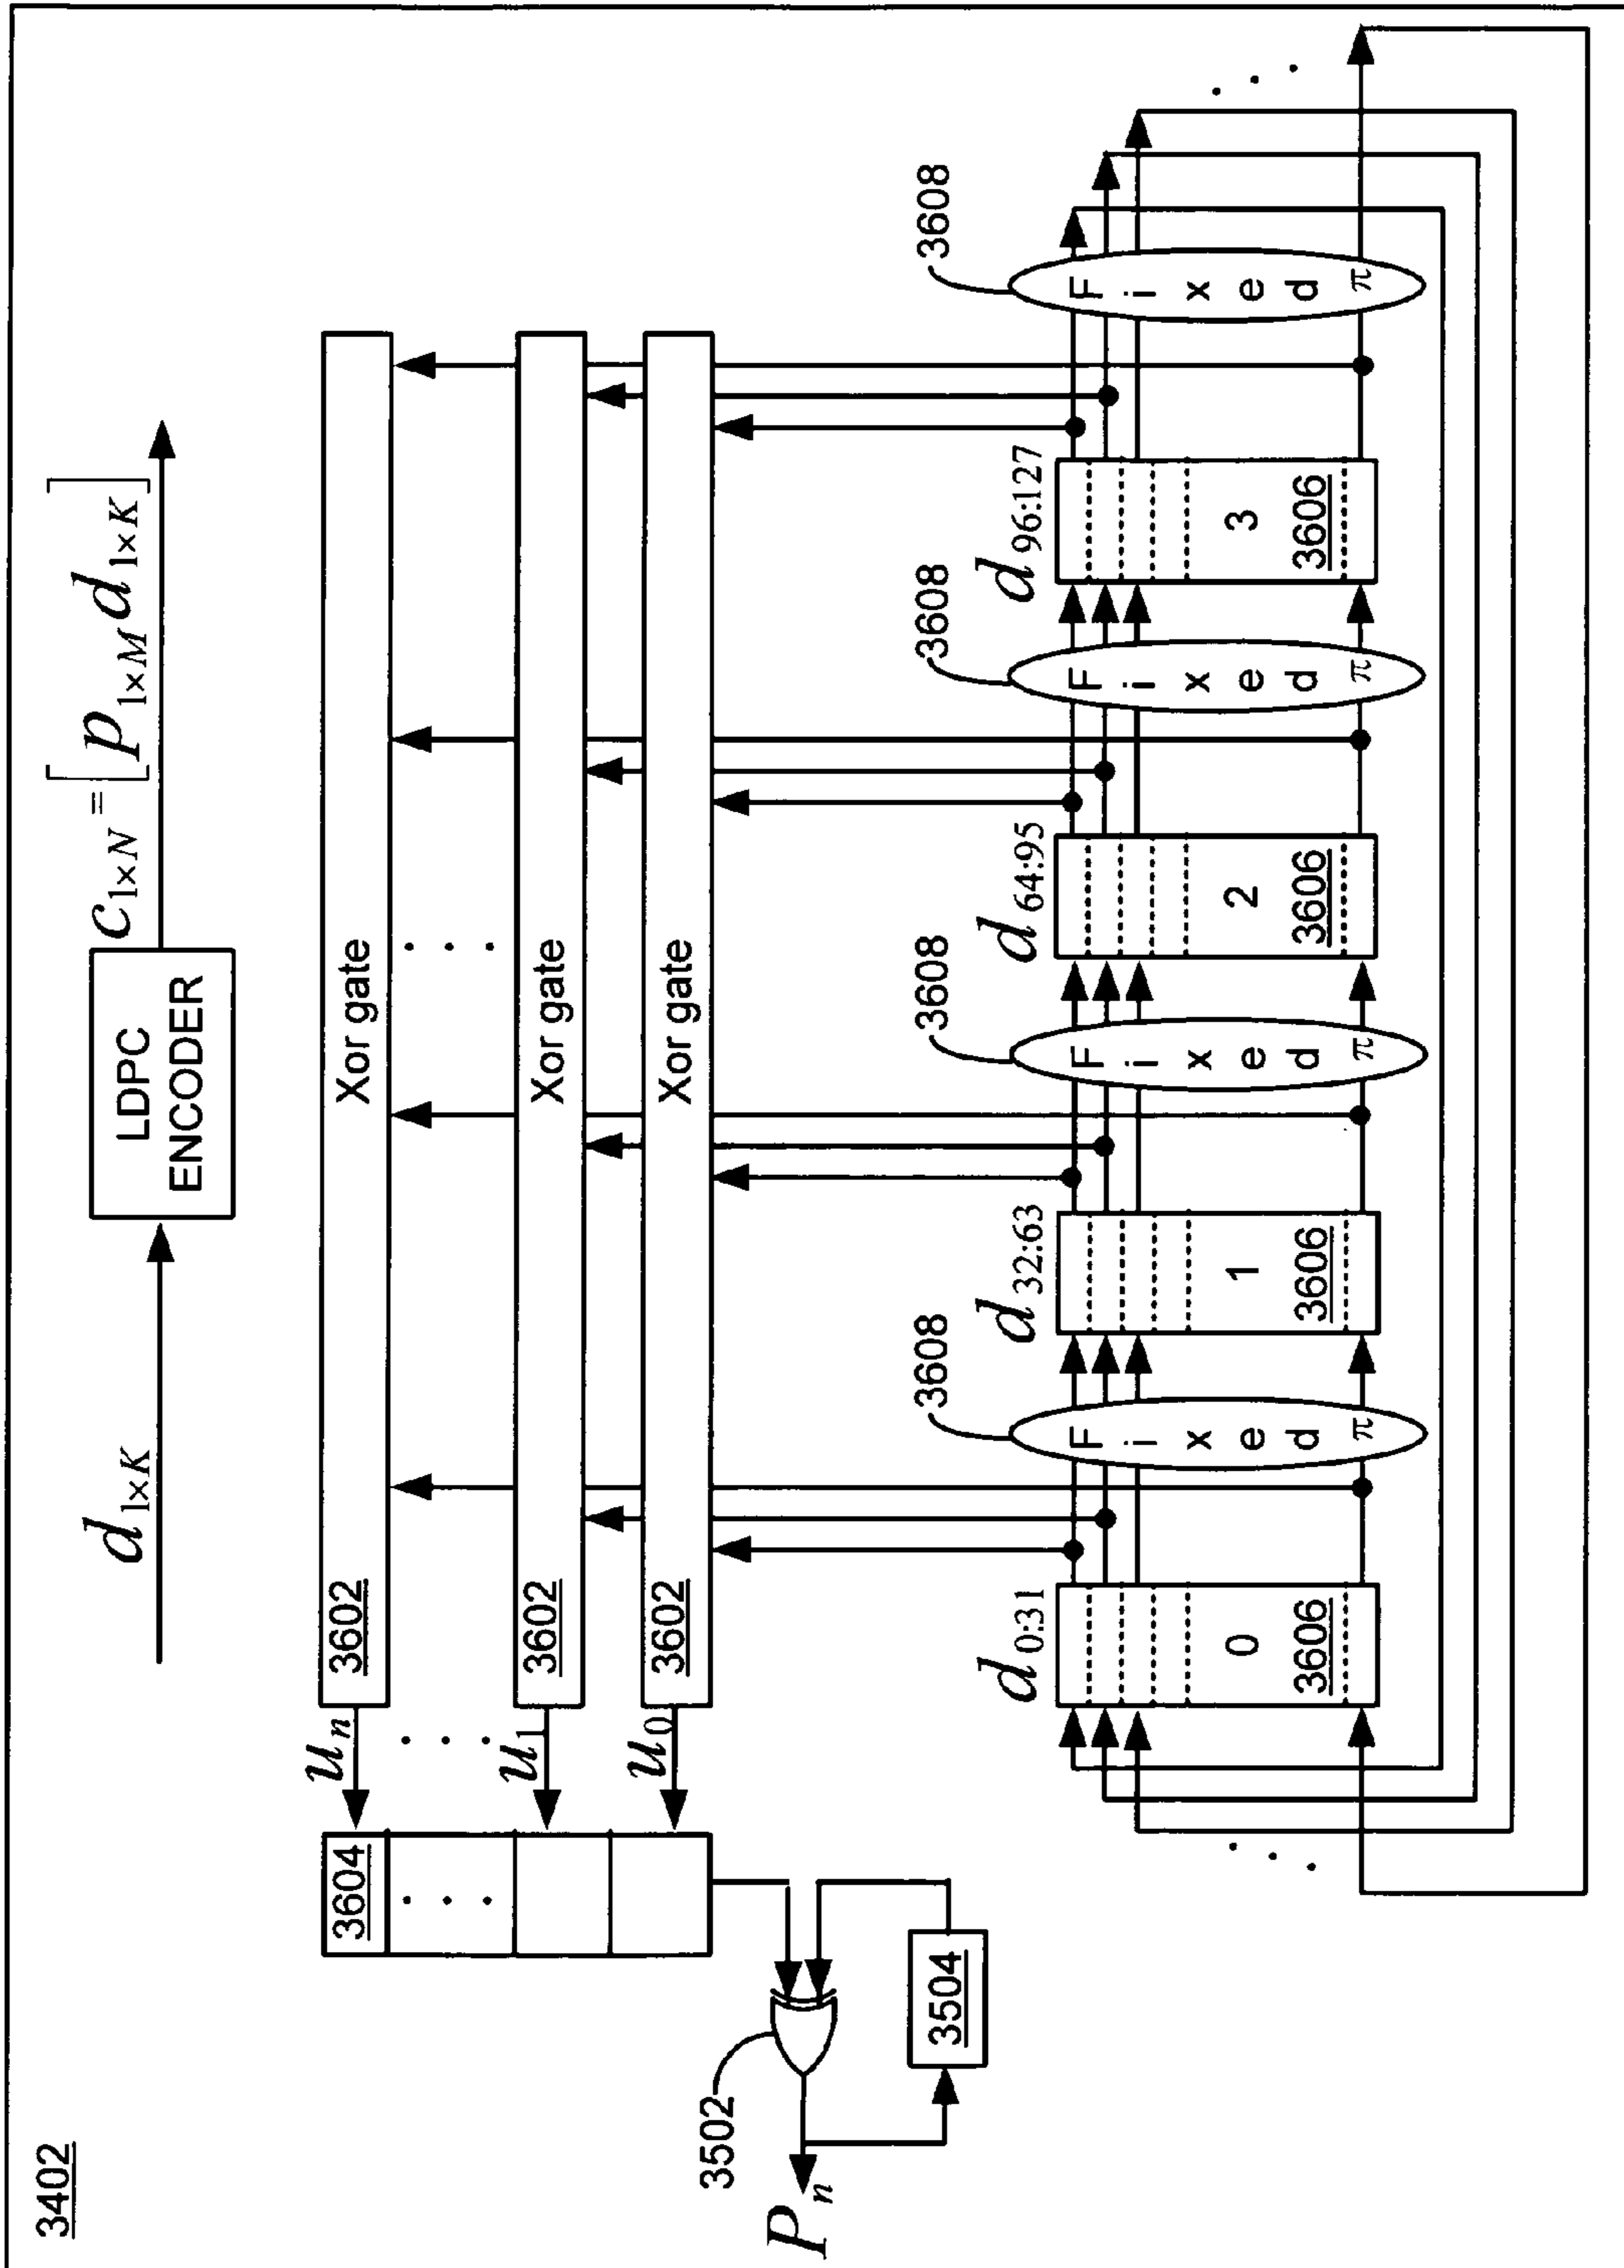 3402
d1×K
LDPC
ENCODER
c1×N = [p1×M d1×K]
un
3602
Xor gate
. . .
. . .
u1
3602
Xor gate
u0
3602
Xor gate
3604
. . .
3502
3504
Pn
d0:31
0
3606
3608
Fixed π
d32:63
1
3606
3608
Fixed π
d64:95
2
3606
3608
Fixed π
d96:127
3
3606
3608
Fixed π
. . .
. . .